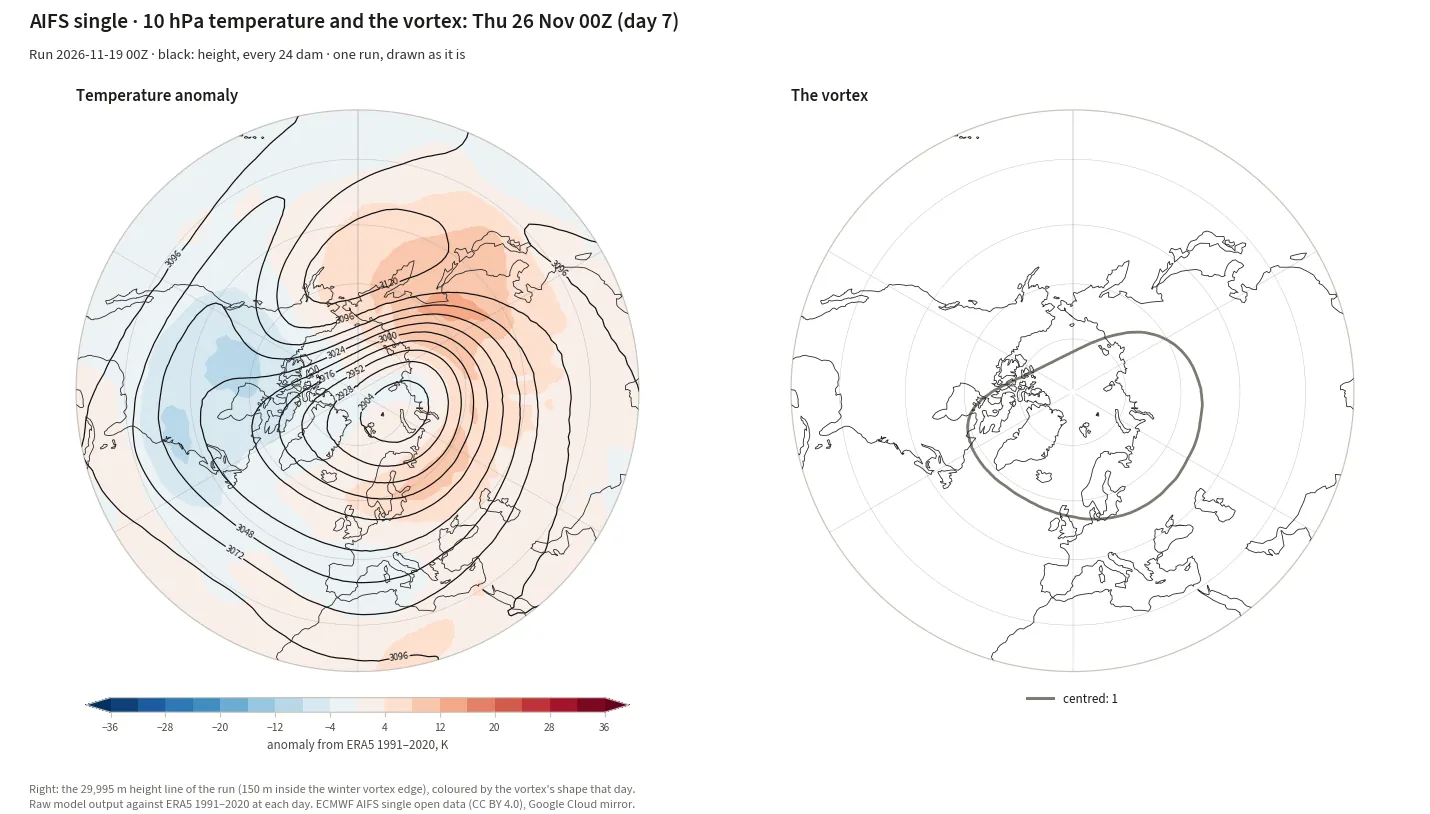 AIFS single · 10 hPa temperature and the vortex: Thu 26 Nov 00Z (day 7)
Run 2026-11-19 00Z · black: height, every 24 dam · one run, drawn as it is
Temperature anomaly
The vortex
3096
3096
3120
3096
3000
3024
2976
2952
2928
2904
3048
3072
3096
centred: 1
−36 −28 −20 −12 −4 4 12 20 28 36
anomaly from ERA5 1991–2020, K
Right: the 29,995 m height line of the run (150 m inside the winter vortex edge), coloured by the vortex's shape that day.
Raw model output against ERA5 1991–2020 at each day. ECMWF AIFS single open data (CC BY 4.0), Google Cloud mirror.